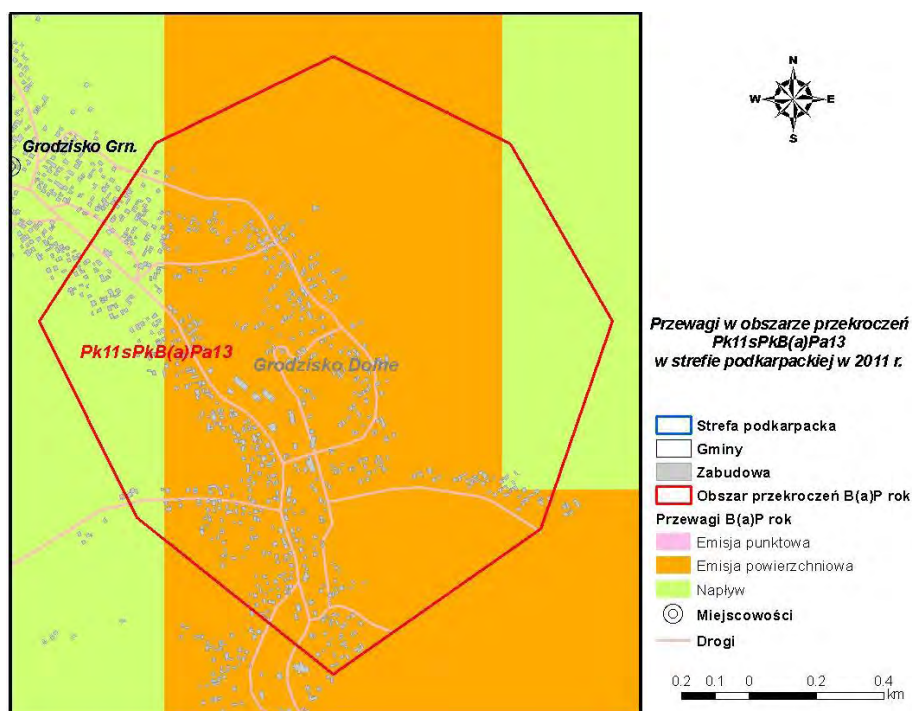 Grodzisko Grn.
Pk11sPkB(a)Pa13
Grodzisko Dolne
N
W E
S
Przewagi w obszarze przekroczeń
Pk11sPkB(a)Pa13
w strefie podkarpackiej w 2011 r.
Strefa podkarpacka
Gminy
Zabudowa
Obszar przekroczeń B(a)P rok
Przewagi B(a)P rok
Emisja punktowa
Emisja powierzchniowa
Napływ
Miejscowości
Drogi
0.2 0.1 0 0.2 0.4
km